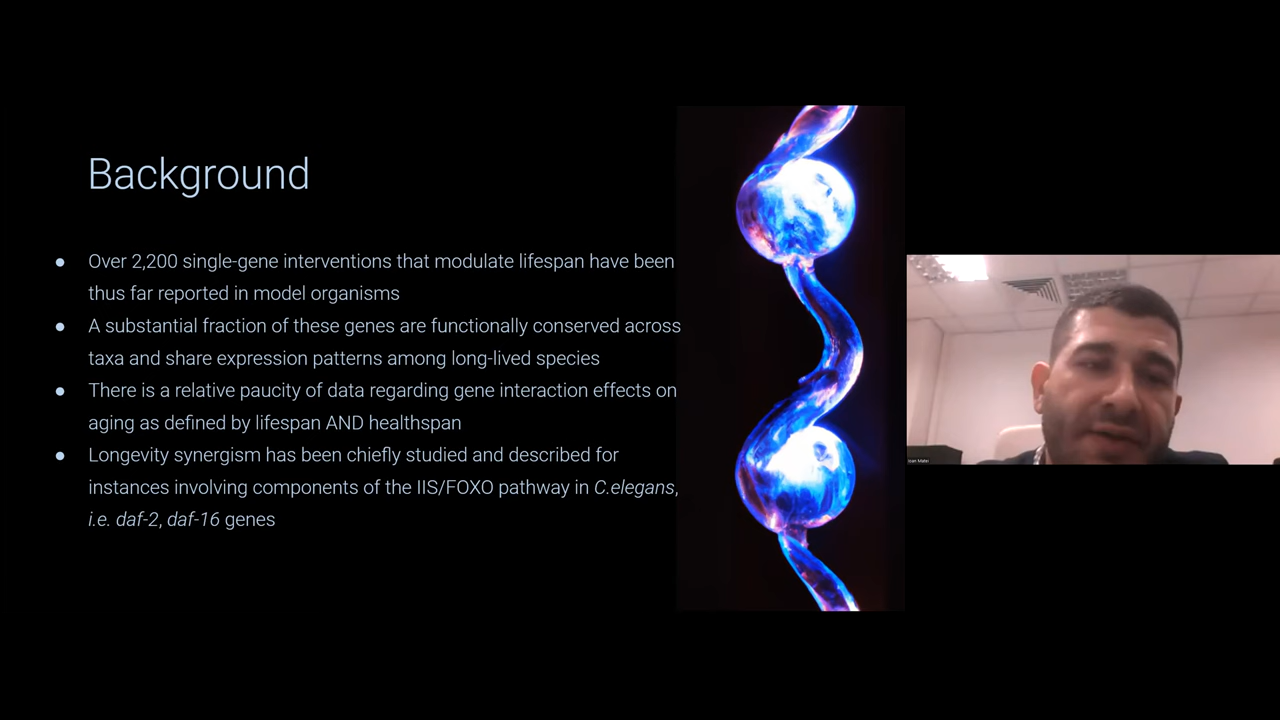 Background
● Over 2,200 single-gene interventions that modulate lifespan have been
thus far reported in model organisms
● A substantial fraction of these genes are functionally conserved across
taxa and share expression patterns among long-lived species
● There is a relative paucity of data regarding gene interaction effects on
aging as defined by lifespan AND healthspan
● Longevity synergism has been chiefly studied and described for
instances involving components of the IIS/FOXO pathway in C.elegans,
i.e. daf-2, daf-16 genes